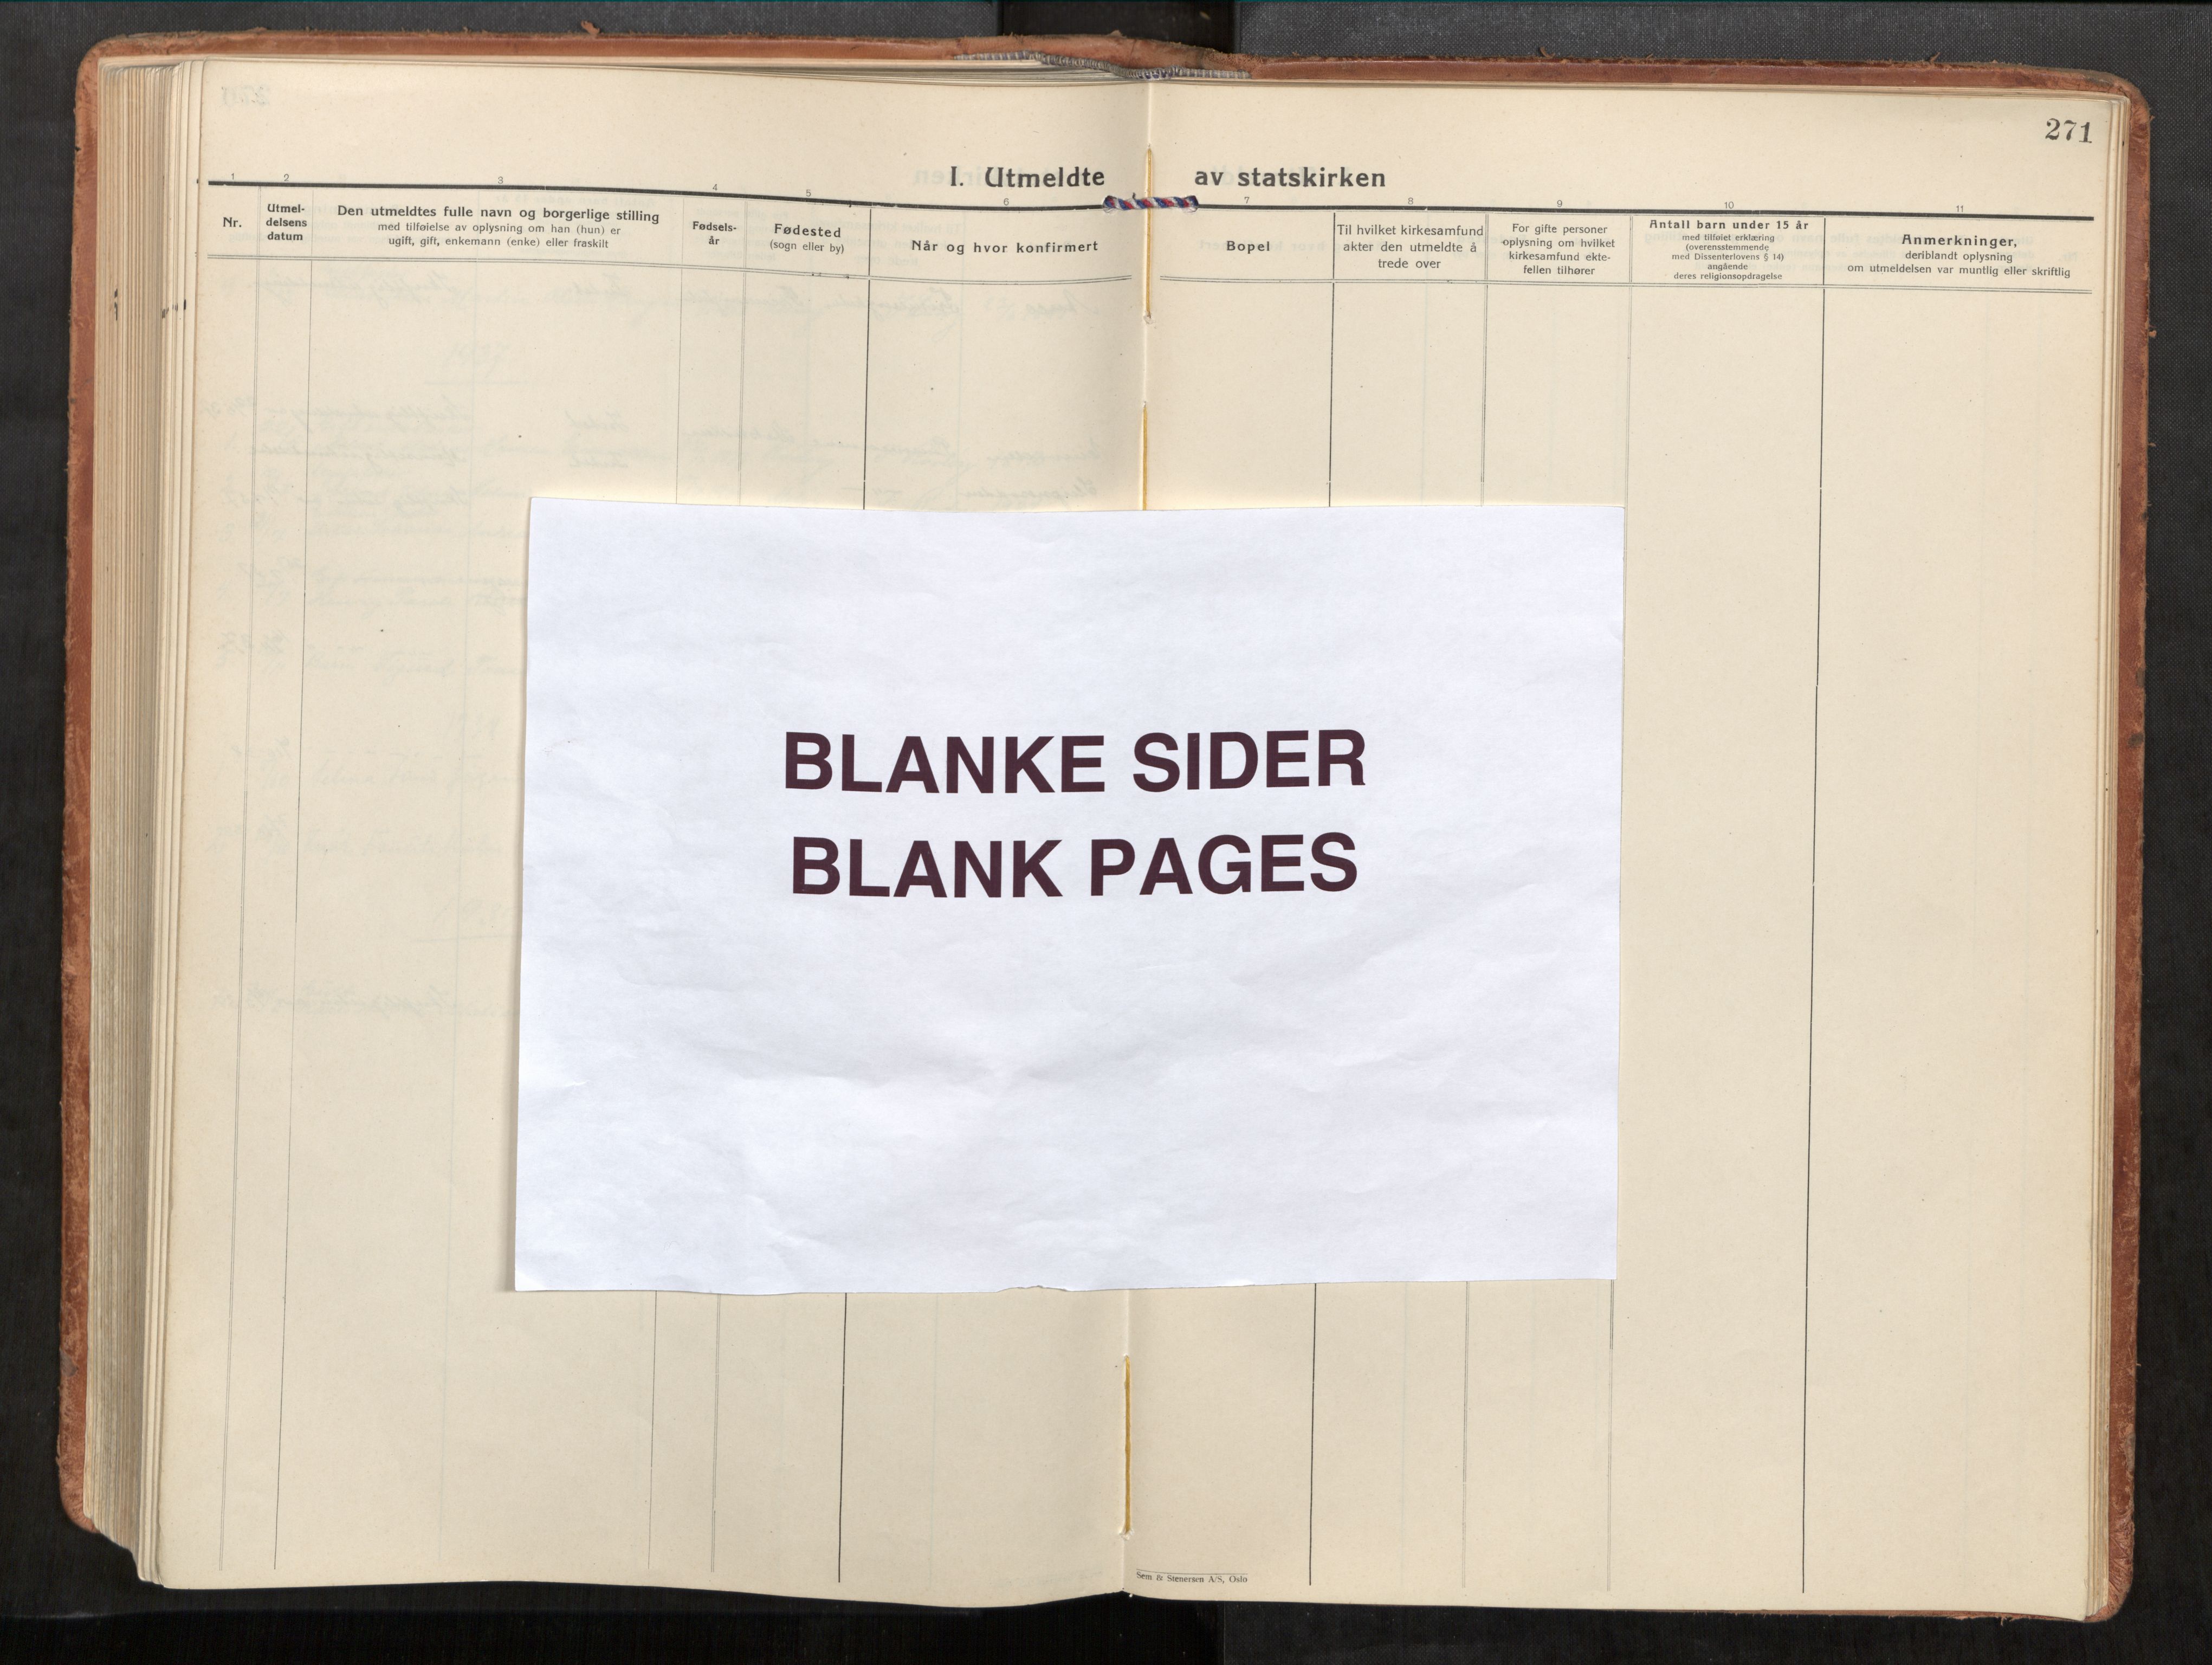 271
I. Utmeldte av statskirken
1 2 3 4 5 6 7 8 9 10 11
Nr.
Utmel-
delsens
datum
Den utmeldtes fulle navn og borgerlige stilling
med tilføielse av oplysning om han (hun) er
ugift, gift, enkemann (enke) eller fraskilt
Fødsels-
år
Fødested
(sogn eller by)
Når og hvor konfirmert
Bopel
Til hvilket kirkesamfund
akter den utmeldte å
trede over
For gifte personer
oplysning om hvilket
kirkesamfund ekte-
fellen tilhører
Antall barn under 15 år
med tilføiet erklæring
(overensstemmende
med Dissenterlovens § 14)
angående
deres religionsopdragelse
Anmerkninger,
deriblandt oplysning
om utmeldelsen var muntlig eller skriftlig
BLANKE SIDER
BLANK PAGES
Sem & Stenersen A/S, Oslo